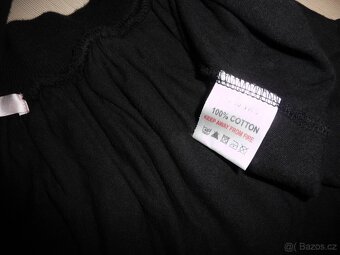 100% COTTON
KEEP AWAY FROM FIRE
© Bazos.cz